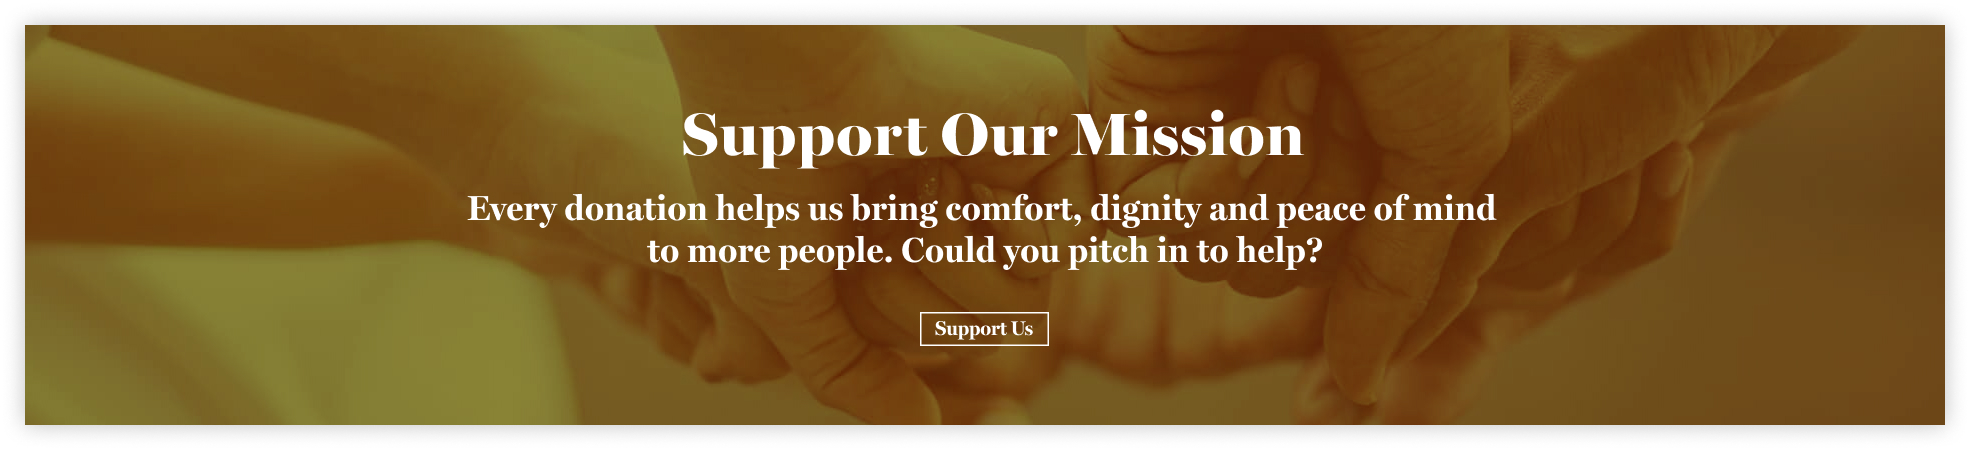 Support Our Mission
Every donation helps us bring comfort, dignity and peace of mind
to more people. Could you pitch in to help?
Support Us